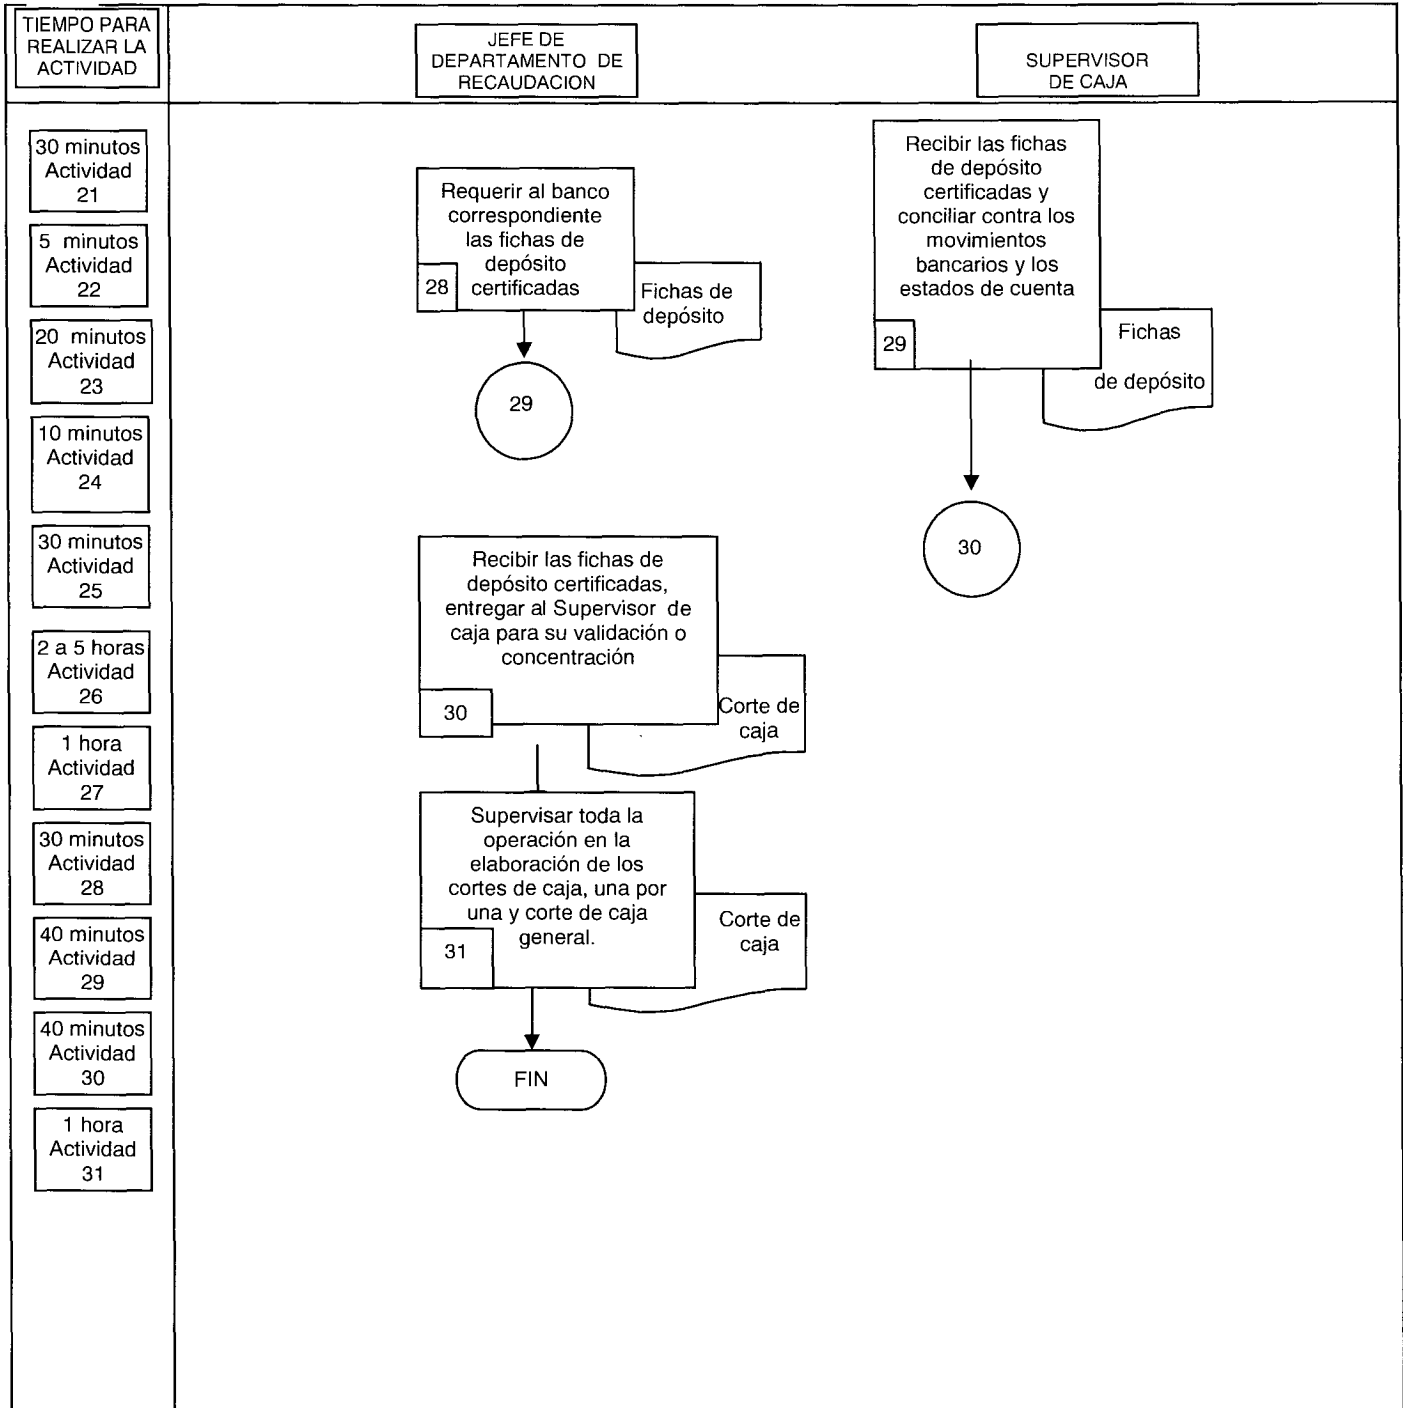 TIEMPO PARA
REALIZAR LA
ACTIVIDAD
JEFE DE
DEPARTAMENTO DE
RECAUDACION
SUPERVISOR
DE CAJA
30 minutos
Actividad
21
5 minutos
Actividad
22
20 minutos
Actividad
23
10 minutos
Actividad
24
30 minutos
Actividad
25
2 a 5 horas
Actividad
26
1 hora
Actividad
27
30 minutos
Actividad
28
40 minutos
Actividad
29
40 minutos
Actividad
30
1 hora
Actividad
31
Requerir al banco
correspondiente
las fichas de
depósito
certificadas
28
Fichas de
depósito
29
Recibir las fichas
de depósito
certificadas y
conciliar contra los
movimientos
bancarios y los
estados de cuenta
29
Fichas
de depósito
30
Recibir las fichas de
depósito certificadas,
entregar al Supervisor de
caja para su validación o
concentración
30
Corte de
caja
Supervisar toda la
operación en la
elaboración de los
cortes de caja, una por
una y corte de caja
general.
31
Corte de
caja
FIN